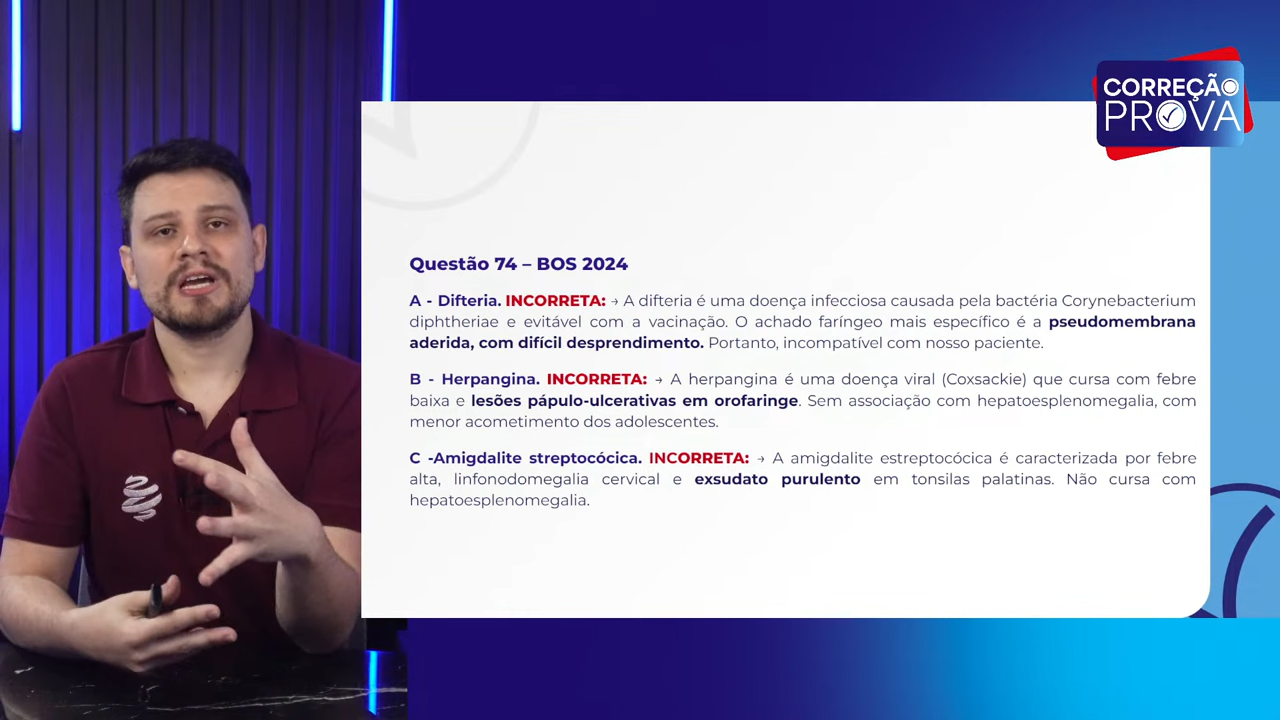 CORREÇÃO
PROVA
Questão 74 – BOS 2024
A - Difteria. INCORRETA: → A difteria é uma doença infecciosa causada pela bactéria Corynebacterium
diphtheriae e evitável com a vacinação. O achado faríngeo mais específico é a pseudomembrana
aderida, com difícil desprendimento. Portanto, incompatível com nosso paciente.
B - Herpangina. INCORRETA: → A herpangina é uma doença viral (Coxsackie) que cursa com febre
baixa e lesões pápulo-ulcerativas em orofaringe. Sem associação com hepatoesplenomegalia, com
menor acometimento dos adolescentes.
C -Amigdalite streptocócica. INCORRETA: → A amigdalite estreptocócica é caracterizada por febre
alta, linfonodomegalia cervical e exsudato purulento em tonsilas palatinas. Não cursa com
hepatoesplenomegalia.